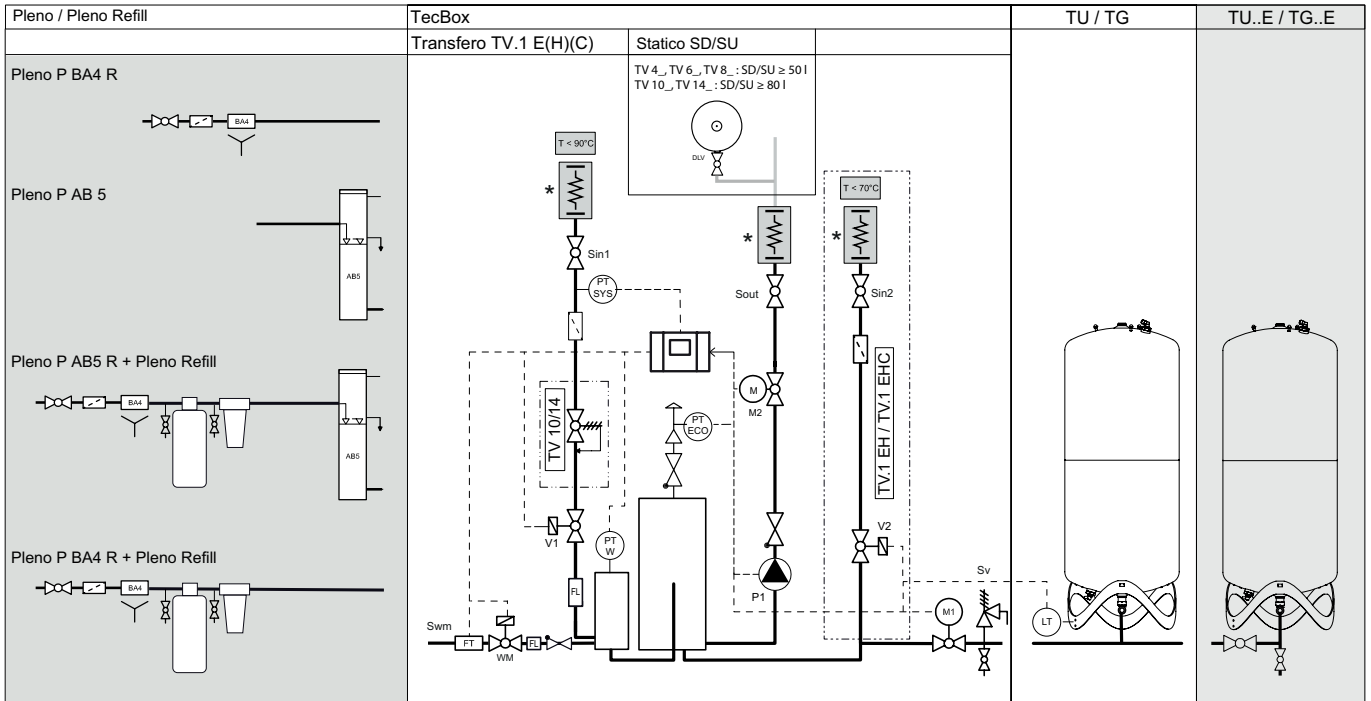 Pleno / Pleno Refill
TecBox
TU / TG
TU..E / TG..E
Transfero TV.1 E(H)(C)
Statico SD/SU
Pleno P BA4 R
BA4
Pleno P AB 5
AB5
Pleno P AB5 R + Pleno Refill
BA4
AB5
Pleno P BA4 R + Pleno Refill
BA4
TV 4_, TV 6_, TV 8_ : SD/SU ≥ 50 l
TV 10_, TV 14_ : SD/SU ≥ 80 l
DLV
T < 90°C
*
Sin1
PT
SYS
TV 10/14
V1
PT
W
FL
Swm
FT
WM
FL
PT
ECO
*
Sout
M
M2
P1
T < 70°C
*
Sin2
TV.1 EH / TV.1 EHC
V2
M1
Sv
LT